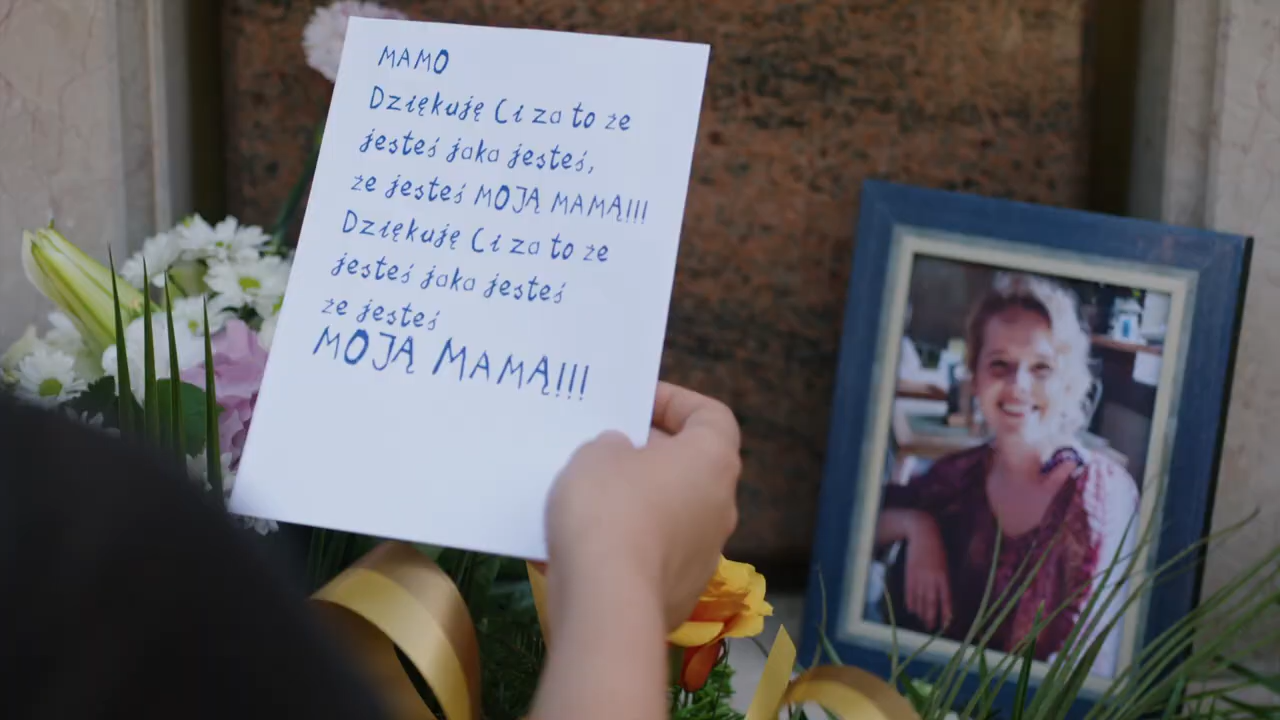 MAMO
Dziękuję Ci za to że
jesteś jaka jesteś,
że jesteś MOJĄ MAMĄ!!!
Dziękuję Ci za to że
jesteś jaka jesteś
że jesteś
MOJĄ MAMĄ!!!